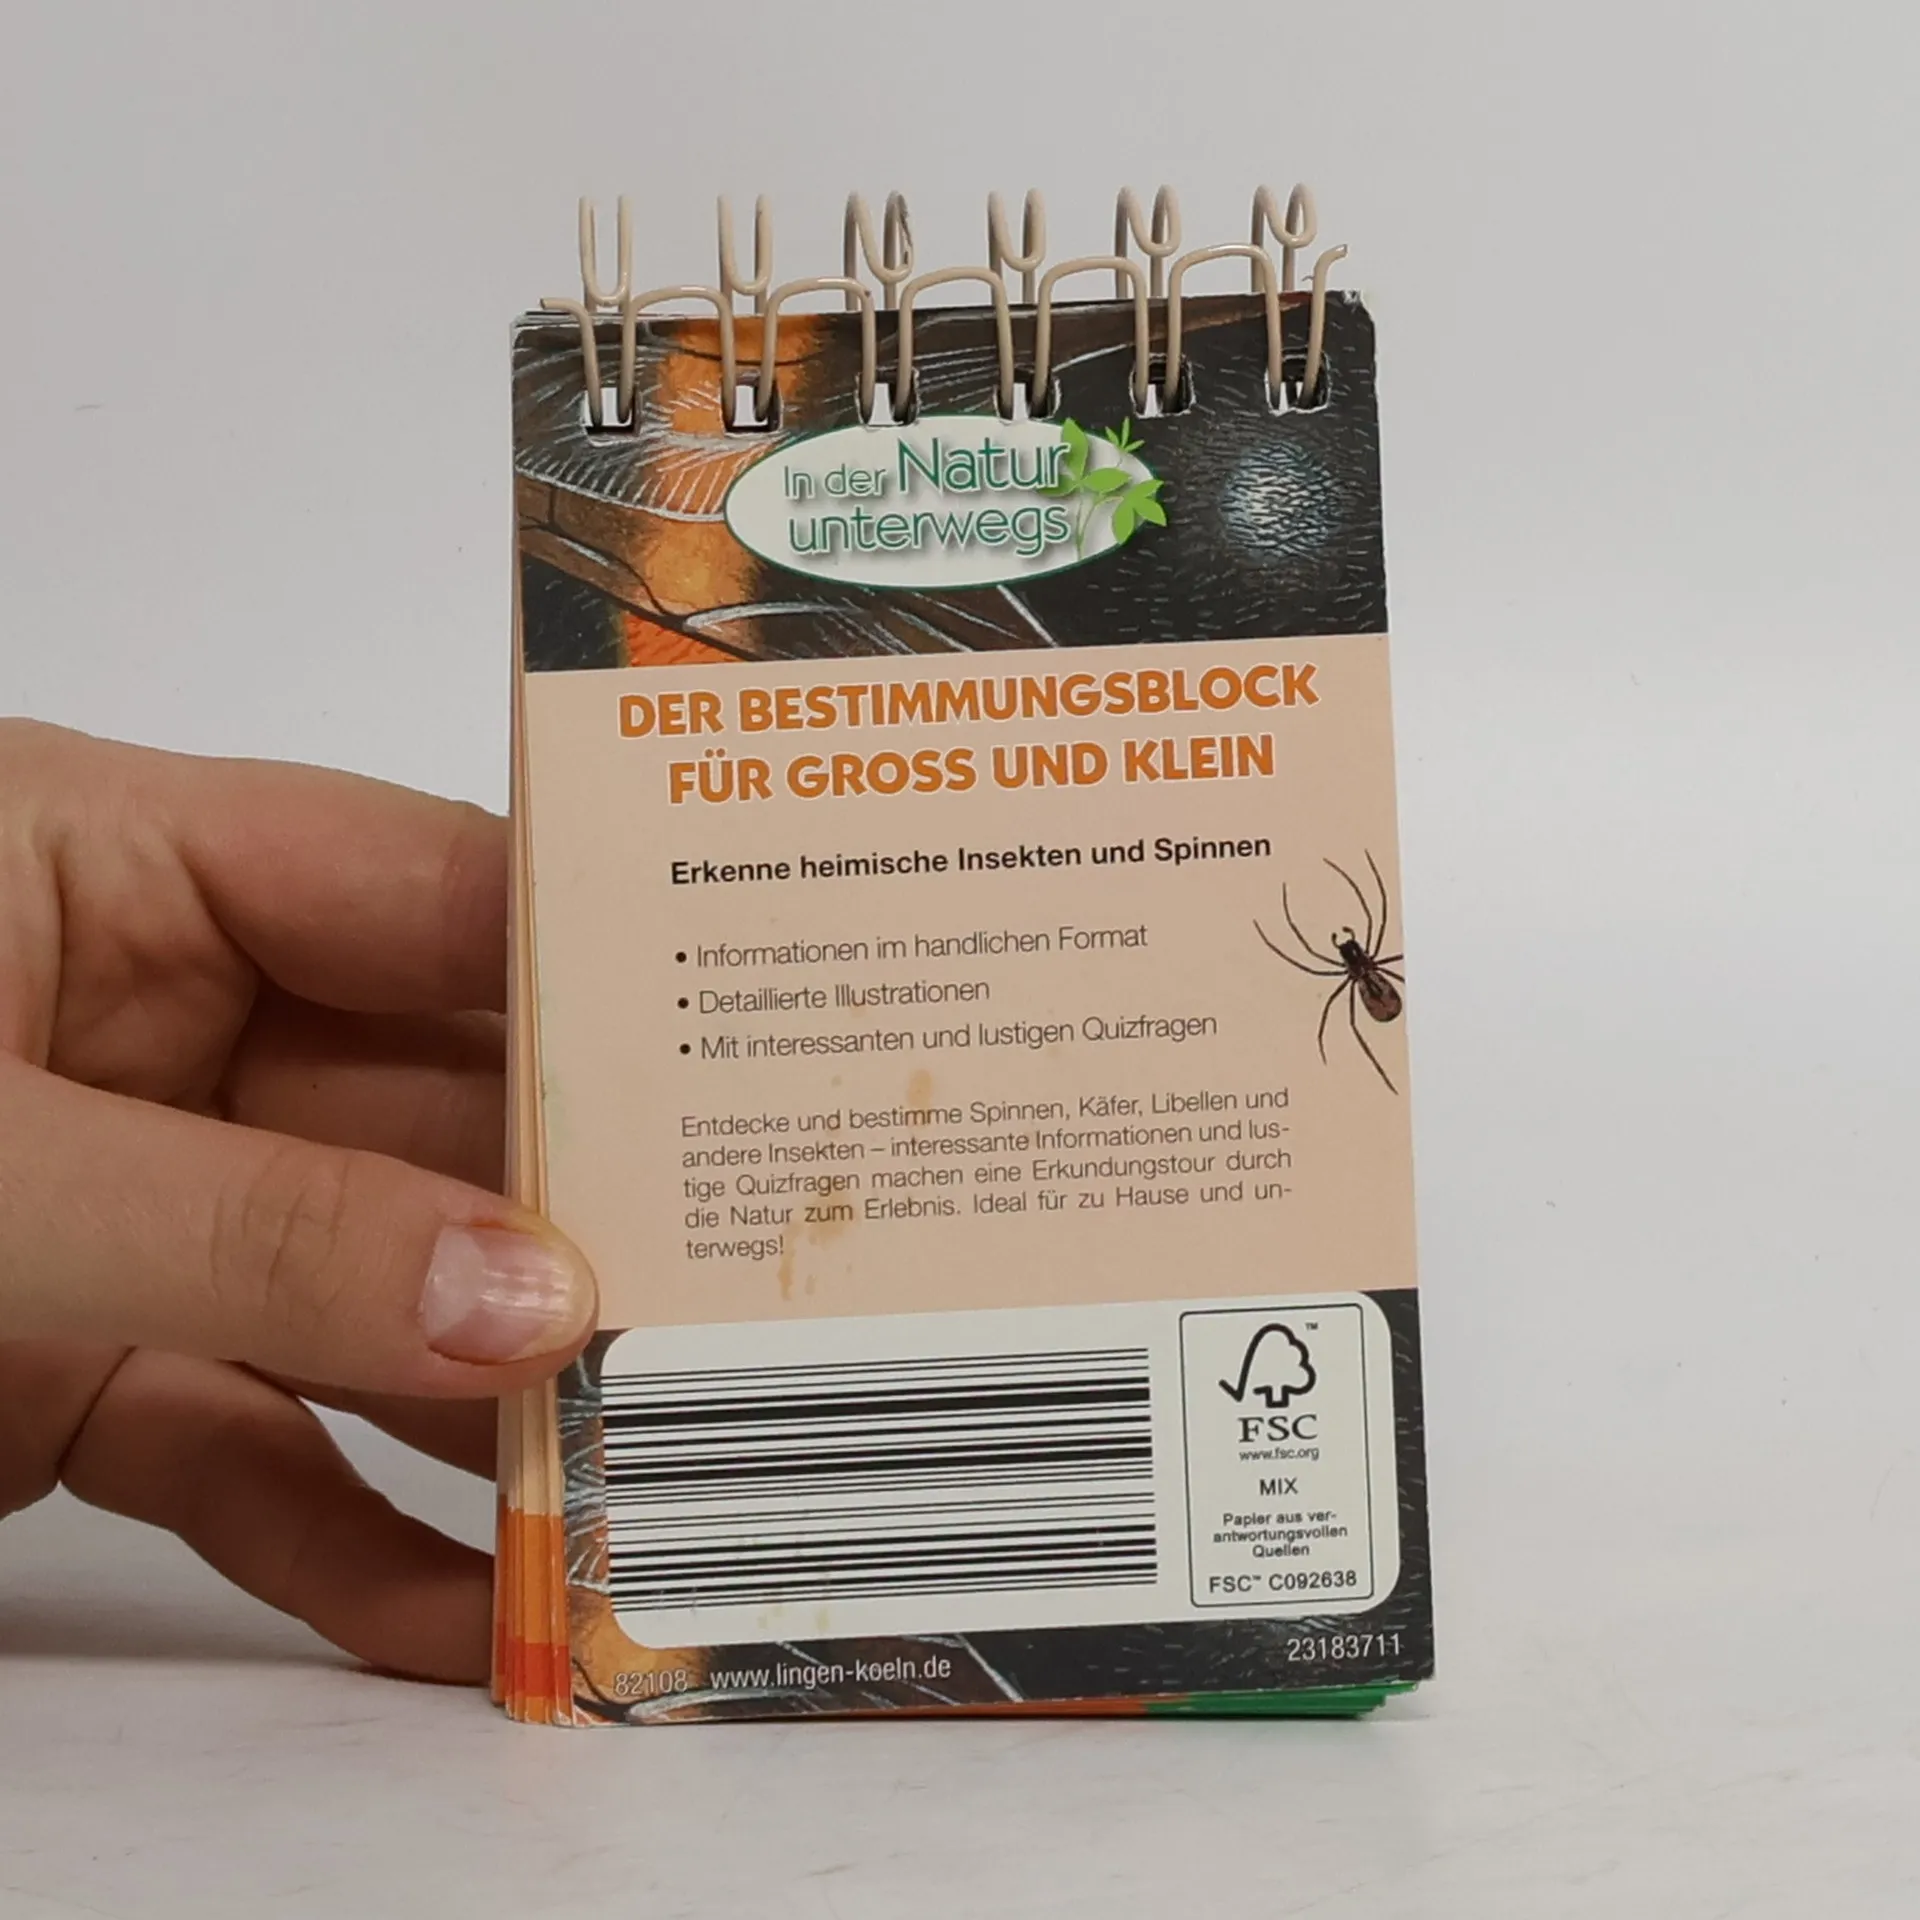 In der Natur
unterwegs
DER BESTIMMUNGSBLOCK
FÜR GROSS UND KLEIN
Erkenne heimische Insekten und Spinnen
• Informationen im handlichen Format
• Detaillierte Illustrationen
• Mit interessanten und lustigen Quizfragen
Entdecke und bestimme Spinnen, Käfer, Libellen und
andere Insekten – interessante Informationen und lus-
tige Quizfragen machen eine Erkundungstour durch
die Natur zum Erlebnis. Ideal für zu Hause und un-
terwegs!
TM
FSC
www.fsc.org
MIX
Papier aus ver-
antwortungsvollen
Quellen
FSC™ C092638
82108 www.lingen-koeln.de
23183711